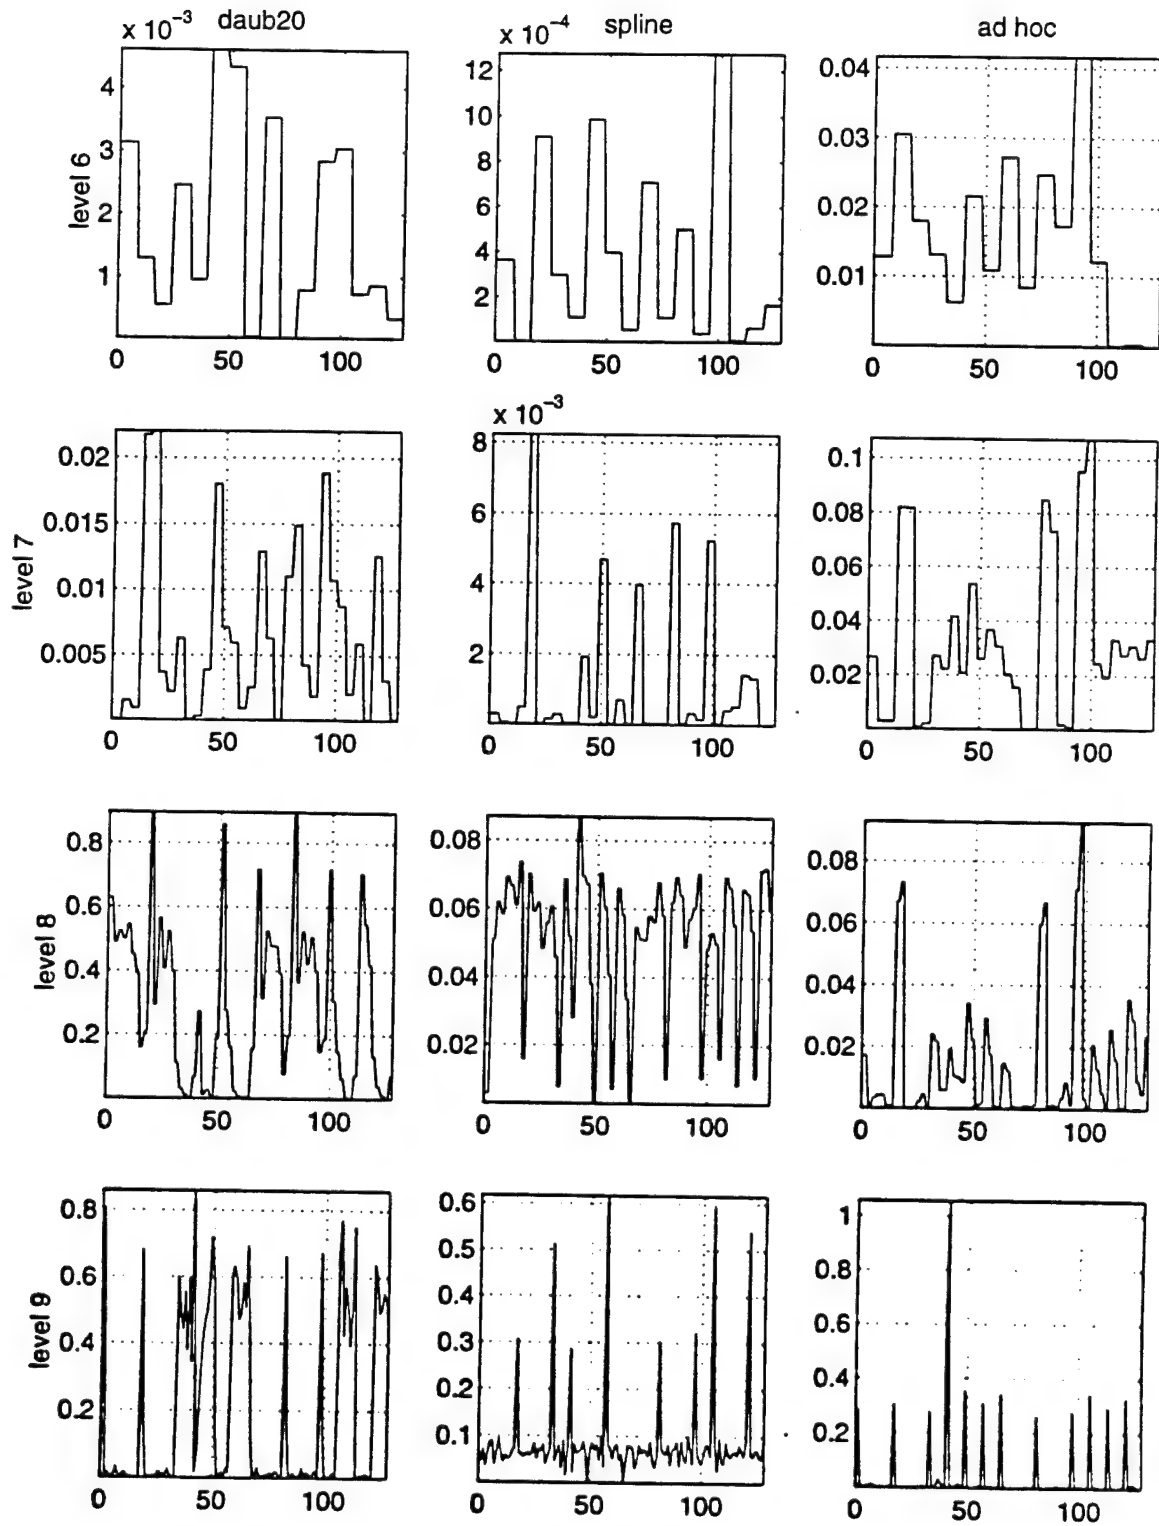 daub20 spline ad hoc
x 10⁻³ x 10⁻⁴
level 6
4 3 2 1
12 10 8 6 4 2
0.04 0.03 0.02 0.01
0 50 100 0 50 100 0 50 100
x 10⁻³
level 7
0.02 0.015 0.01 0.005
8 6 4 2
0.1 0.08 0.06 0.04 0.02
0 50 100 0 50 100 0 50 100
level 8
0.8 0.6 0.4 0.2
0.08 0.06 0.04 0.02
0.08 0.06 0.04 0.02
0 50 100 0 50 100 0 50 100
level 9
0.8 0.6 0.4 0.2
0.6 0.5 0.4 0.3 0.2 0.1
1 0.8 0.6 0.4 0.2
0 50 100 0 50 100 0 50 100